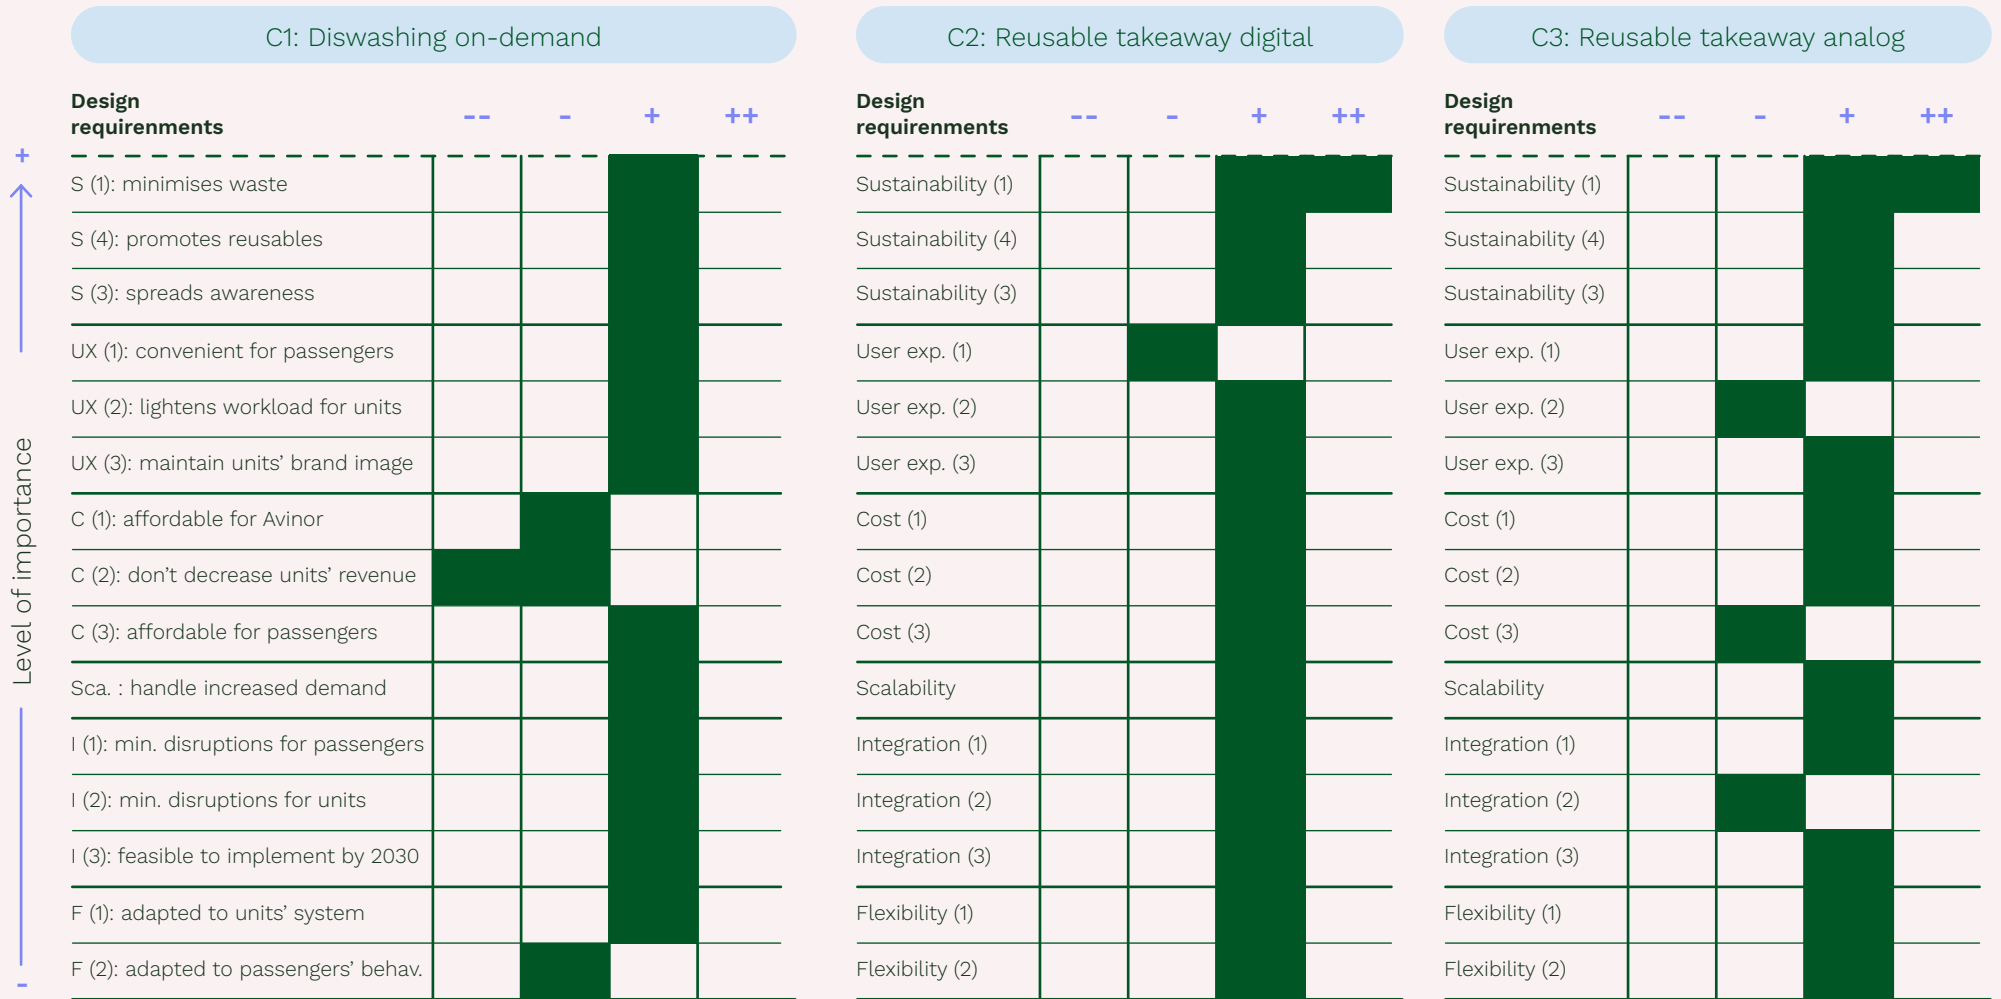 C1: Diswashing on-demand
Design
requirenments
-- - + ++
S (1): minimises waste
S (4): promotes reusables
S (3): spreads awareness
UX (1): convenient for passengers
UX (2): lightens workload for units
UX (3): maintain units’ brand image
C (1): affordable for Avinor
C (2): don’t decrease units’ revenue
C (3): affordable for passengers
Sca. : handle increased demand
I (1): min. disruptions for passengers
I (2): min. disruptions for units
I (3): feasible to implement by 2030
F (1): adapted to units’ system
F (2): adapted to passengers’ behav.
+
Level of importance
-
C2: Reusable takeaway digital
Design
requirenments
-- - + ++
Sustainability (1)
Sustainability (4)
Sustainability (3)
User exp. (1)
User exp. (2)
User exp. (3)
Cost (1)
Cost (2)
Cost (3)
Scalability
Integration (1)
Integration (2)
Integration (3)
Flexibility (1)
Flexibility (2)
C3: Reusable takeaway analog
Design
requirenments
-- - + ++
Sustainability (1)
Sustainability (4)
Sustainability (3)
User exp. (1)
User exp. (2)
User exp. (3)
Cost (1)
Cost (2)
Cost (3)
Scalability
Integration (1)
Integration (2)
Integration (3)
Flexibility (1)
Flexibility (2)